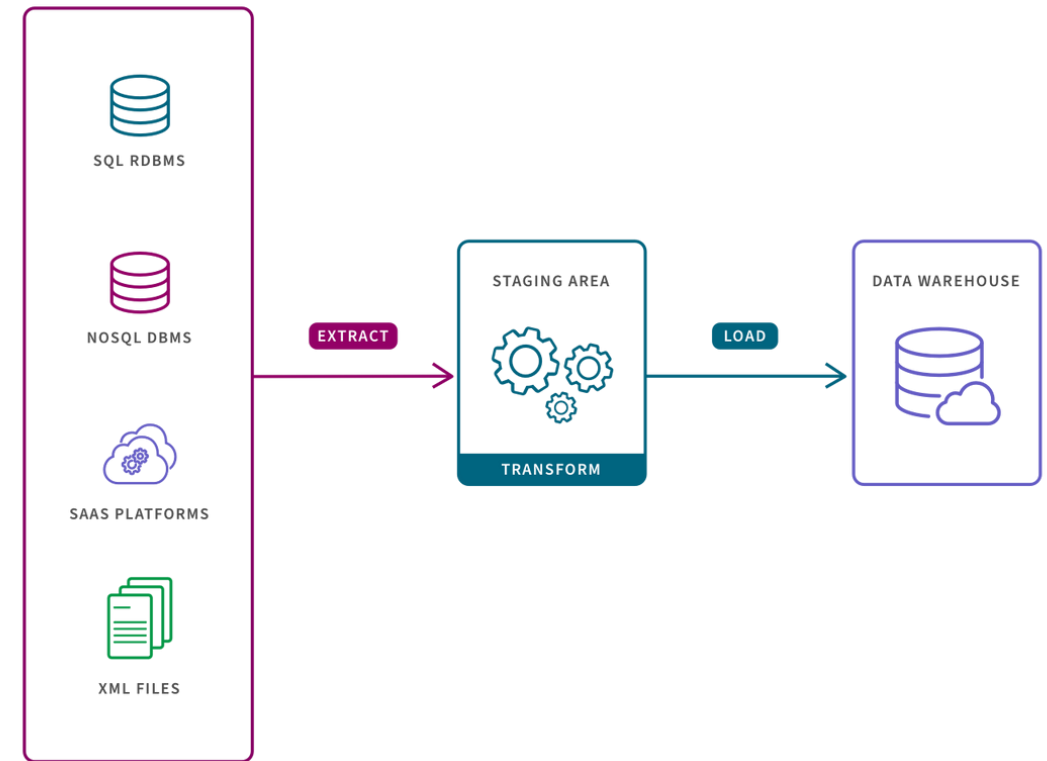 SQL RDBMS
NOSQL DBMS
SAAS PLATFORMS
XML FILES
EXTRACT
STAGING AREA
TRANSFORM
LOAD
DATA WAREHOUSE